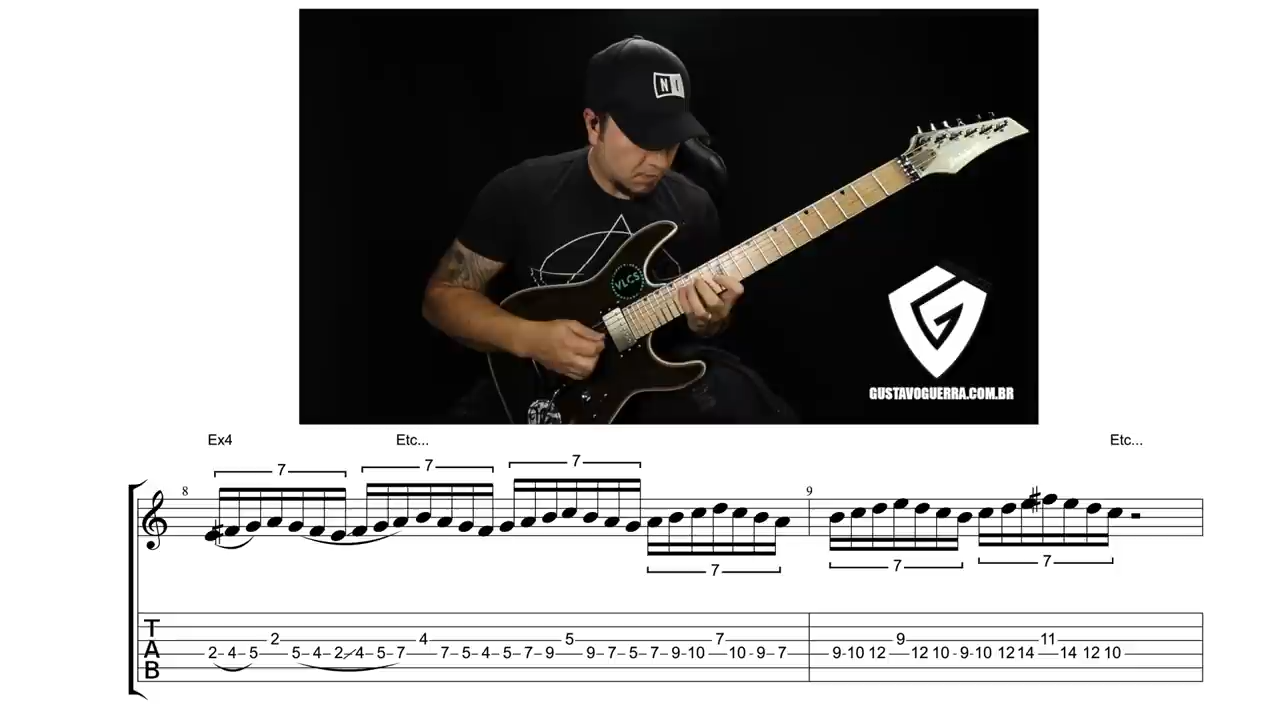 NI
VLCS
G
GUSTAVOGUERRA.COM.BR
Ex4 Etc... Etc...
7 7 7
8 9
7 7 7
T
A
B
2 4 7 9 11
5
2 4 5 5 4 2 4 5 7 7 5 4 5 7 9 9 7 5 7 9 10 10 9 7 9 10 12 12 10 9 10 12 14 14 12 10